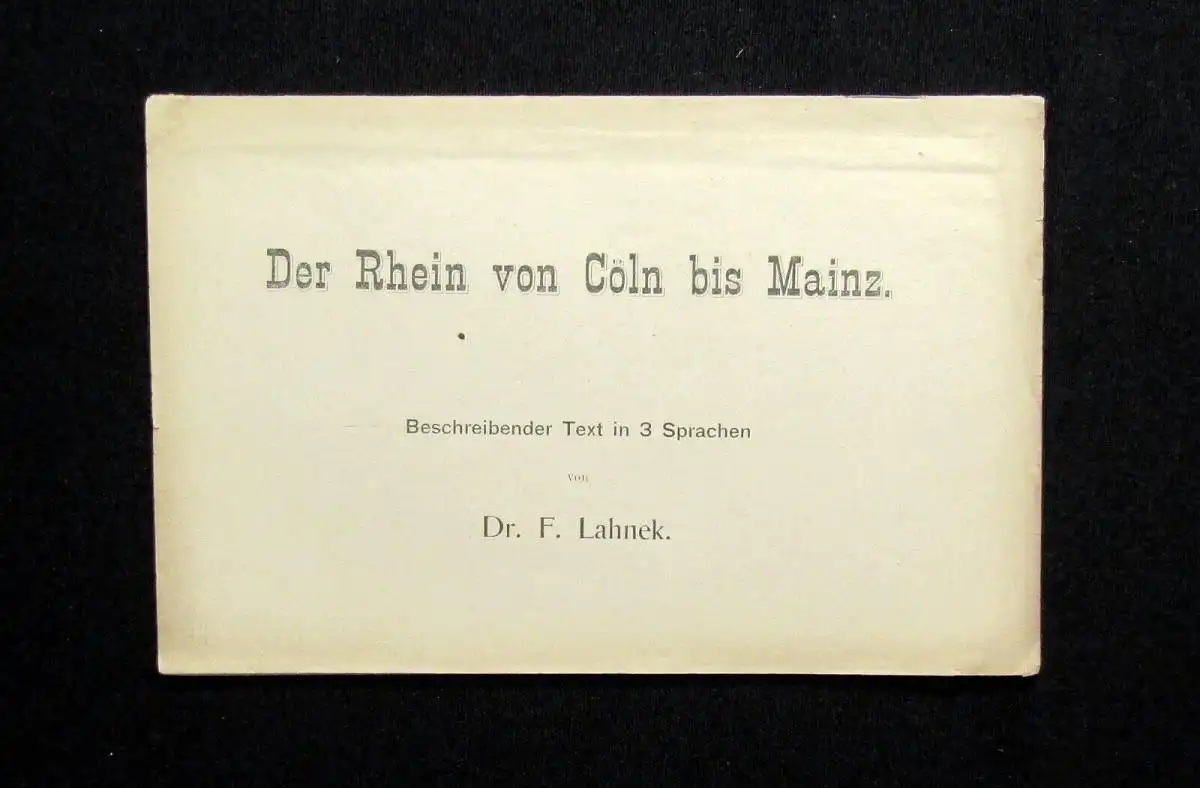 Der Rhein von Cöln bis Mainz.
Beschreibender Text in 3 Sprachen
von
Dr. F. Lahnek.